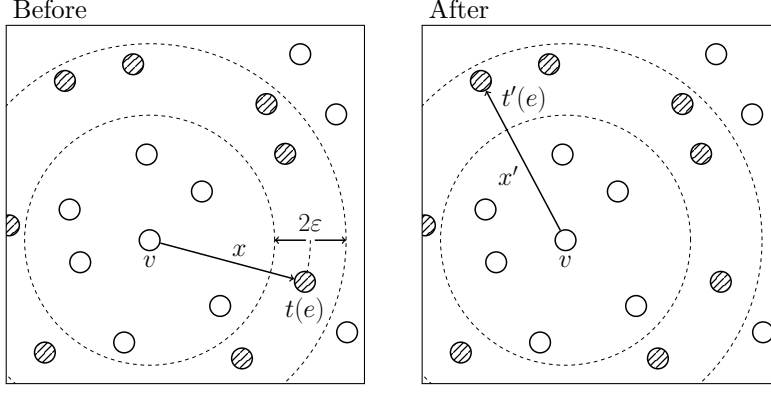 Before
2ε
x
v
t(e)
After
t′(e)
x′
v